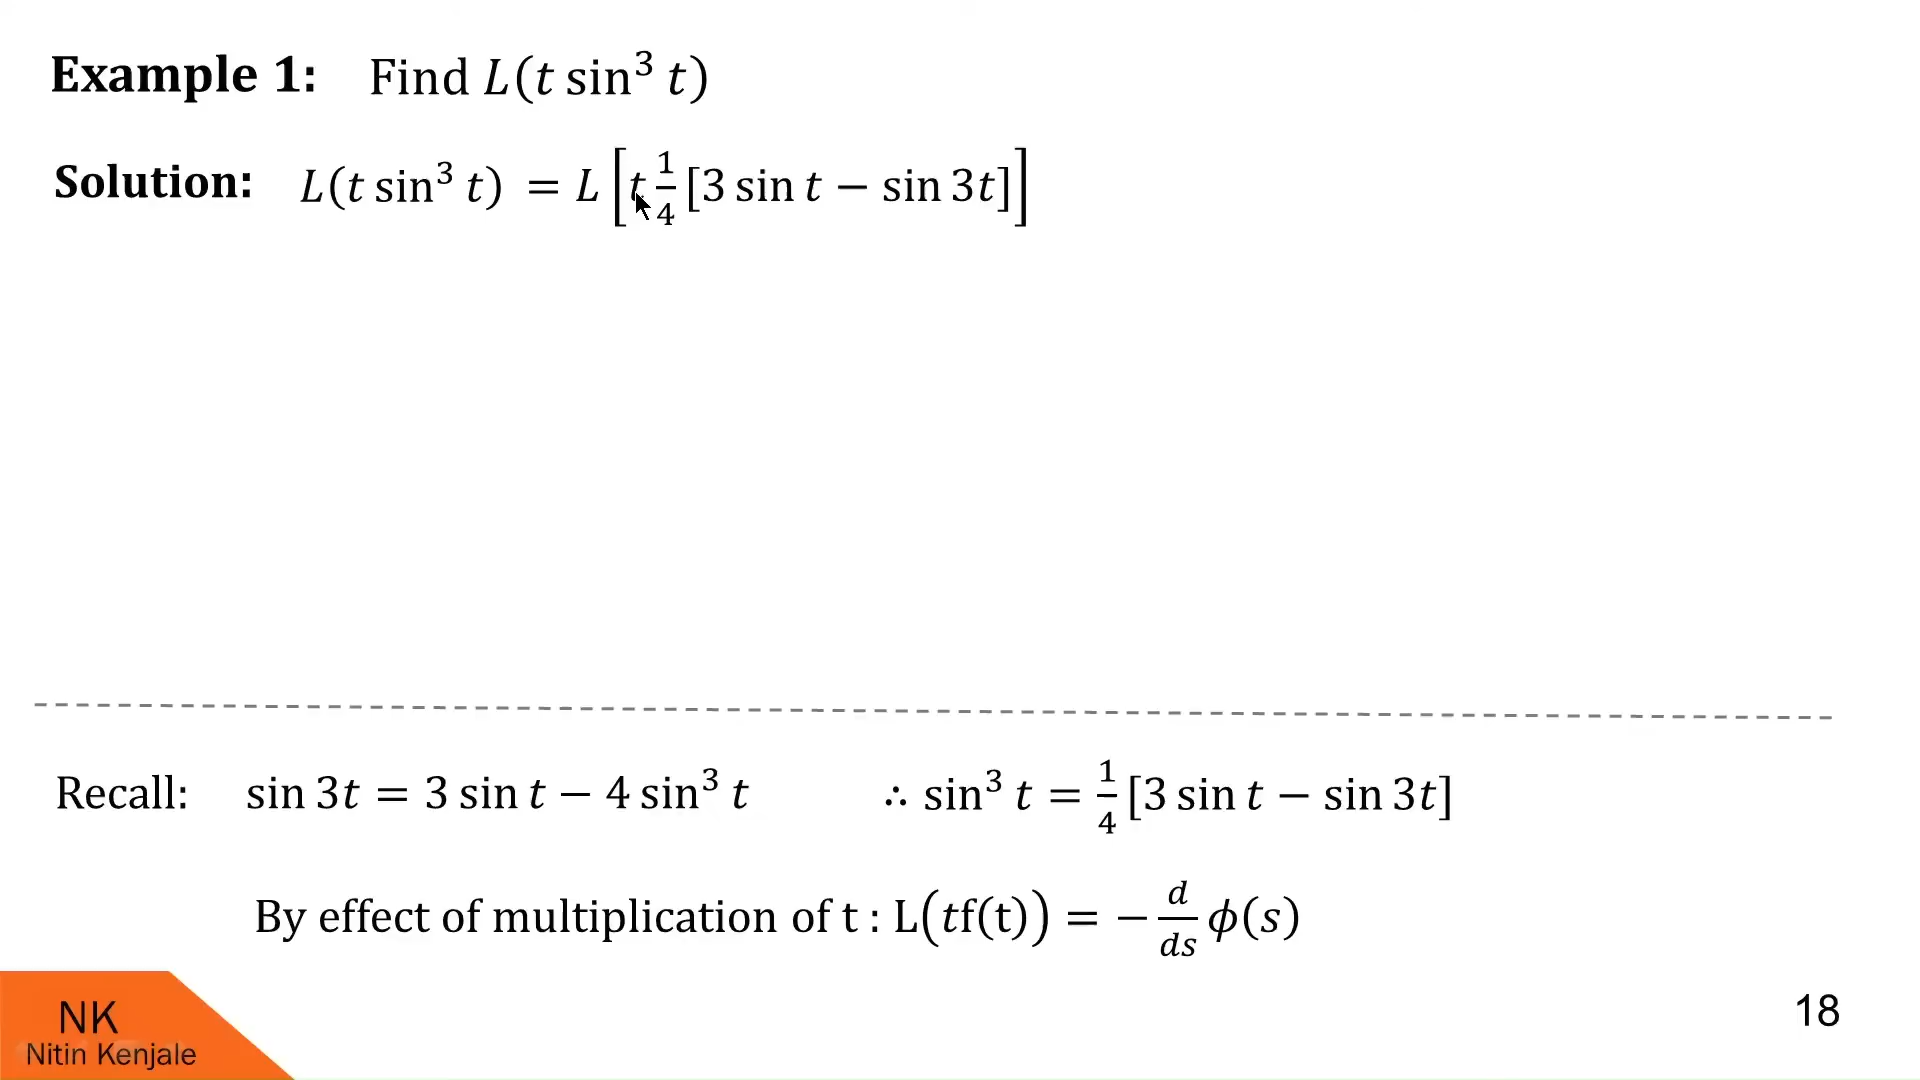 Example 1: Find L(t sin³ t)
Solution: L(t sin³ t) = L[t 1/4 [3 sin t − sin 3t]]
Recall: sin 3t = 3 sin t − 4 sin³ t ∴ sin³ t = 1/4 [3 sin t − sin 3t]
By effect of multiplication of t : L(tf(t)) = − d/ds ϕ(s)
NK
Nitin Kenjale
18